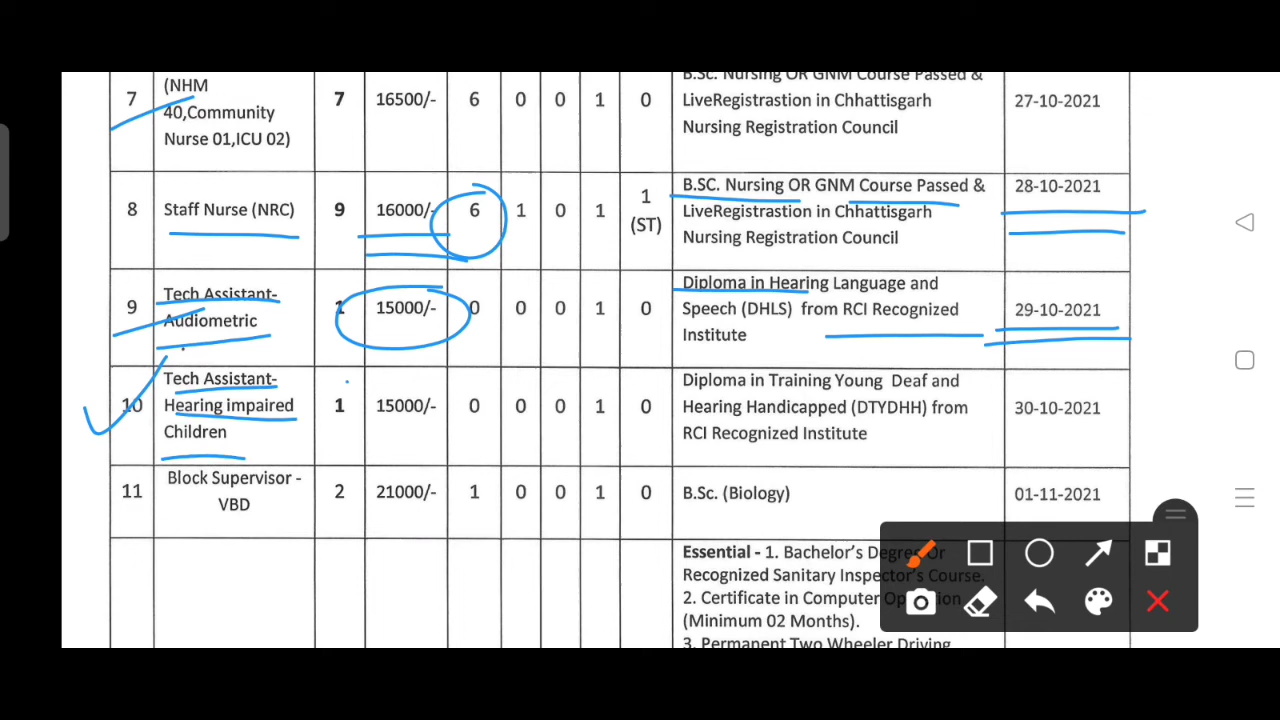 (NHM
40,Community
Nurse 01,ICU 02)
7
7
16500/-
6
0
0
1
0
B.Sc. Nursing OR GNM Course Passed &
LiveRegistrastion in Chhattisgarh
Nursing Registration Council
27-10-2021
8
Staff Nurse (NRC)
9
16000/-
6
1
0
1
1
(ST)
B.SC. Nursing OR GNM Course Passed &
LiveRegistrastion in Chhattisgarh
Nursing Registration Council
28-10-2021
9
Tech Assistant-
Audiometric
1
15000/-
0
0
0
1
0
Diploma in Hearing Language and
Speech (DHLS) from RCI Recognized
Institute
29-10-2021
10
Tech Assistant-
Hearing impaired
Children
1
15000/-
0
0
0
1
0
Diploma in Training Young Deaf and
Hearing Handicapped (DTYDHH) from
RCI Recognized Institute
30-10-2021
11
Block Supervisor -
VBD
2
21000/-
1
0
0
1
0
B.Sc. (Biology)
01-11-2021
Essential - 1. Bachelor's Degree Or
Recognized Sanitary Inspector's Course.
2. Certificate in Computer Operation
(Minimum 02 Months).
3. Permanent Two Wheeler Driving